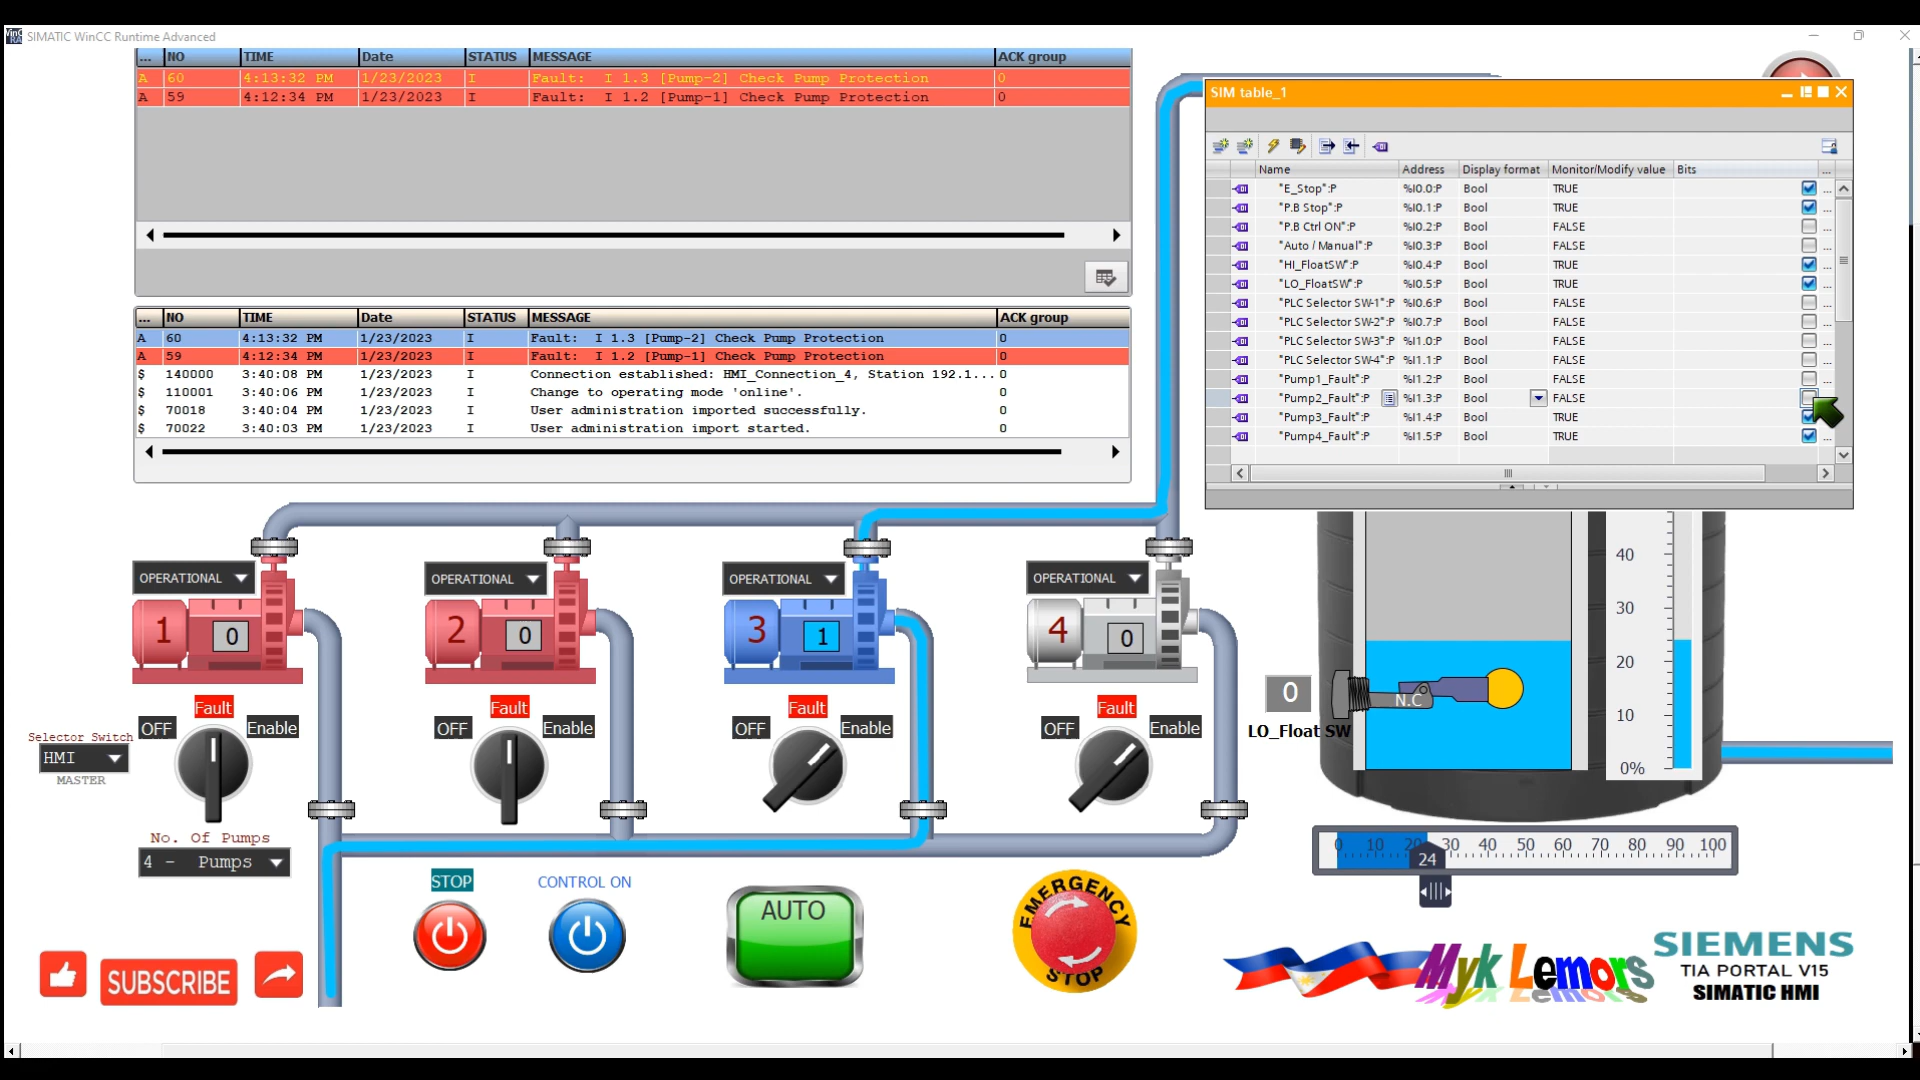 SIMATIC WinCC Runtime Advanced
... NO TIME Date STATUS MESSAGE ACK group
A 60 4:13:32 PM 1/23/2023 I Fault: I 1.3 [Pump-2] Check Pump Protection 0
A 59 4:12:34 PM 1/23/2023 I Fault: I 1.2 [Pump-1] Check Pump Protection 0
... NO TIME Date STATUS MESSAGE ACK group
A 60 4:13:32 PM 1/23/2023 I Fault: I 1.3 [Pump-2] Check Pump Protection 0
A 59 4:12:34 PM 1/23/2023 I Fault: I 1.2 [Pump-1] Check Pump Protection 0
$ 140000 3:40:08 PM 1/23/2023 I Connection established: HMI_Connection_4, Station 192.1... 0
$ 110001 3:40:06 PM 1/23/2023 I Change to operating mode 'online'. 0
$ 70018 3:40:04 PM 1/23/2023 I User administration imported successfully. 0
$ 70022 3:40:03 PM 1/23/2023 I User administration import started. 0
SIM table_1
Name Address Display format Monitor/Modify value Bits ...
"E_Stop":P %I0.0:P Bool TRUE ...
"P.B Stop":P %I0.1:P Bool TRUE ...
"P.B Ctrl ON":P %I0.2:P Bool FALSE ...
"Auto / Manual":P %I0.3:P Bool FALSE ...
"HI_FloatSW":P %I0.4:P Bool TRUE ...
"LO_FloatSW":P %I0.5:P Bool TRUE ...
"PLC Selector SW-1":P %I0.6:P Bool FALSE ...
"PLC Selector SW-2":P %I0.7:P Bool FALSE ...
"PLC Selector SW-3":P %I1.0:P Bool FALSE ...
"PLC Selector SW-4":P %I1.1:P Bool FALSE ...
"Pump1_Fault":P %I1.2:P Bool FALSE ...
"Pump2_Fault":P %I1.3:P Bool FALSE
"Pump3_Fault":P %I1.4:P Bool TRUE
"Pump4_Fault":P %I1.5:P Bool TRUE ...
OPERATIONAL OPERATIONAL OPERATIONAL OPERATIONAL
1 0 2 0 3 1 4 0
Fault Fault Fault Fault
OFF Enable OFF Enable OFF Enable OFF Enable
Selector Switch
HMI
MASTER
No. Of Pumps
4 - Pumps
STOP
CONTROL ON
AUTO
EMERGENCY
STOP
0
LO_Float SW
N.C
40
30
20
10
0%
0 10 20 30 40 50 60 70 80 90 100
24
SUBSCRIBE
Myk Lemors
SIEMENS
TIA PORTAL V15
SIMATIC HMI